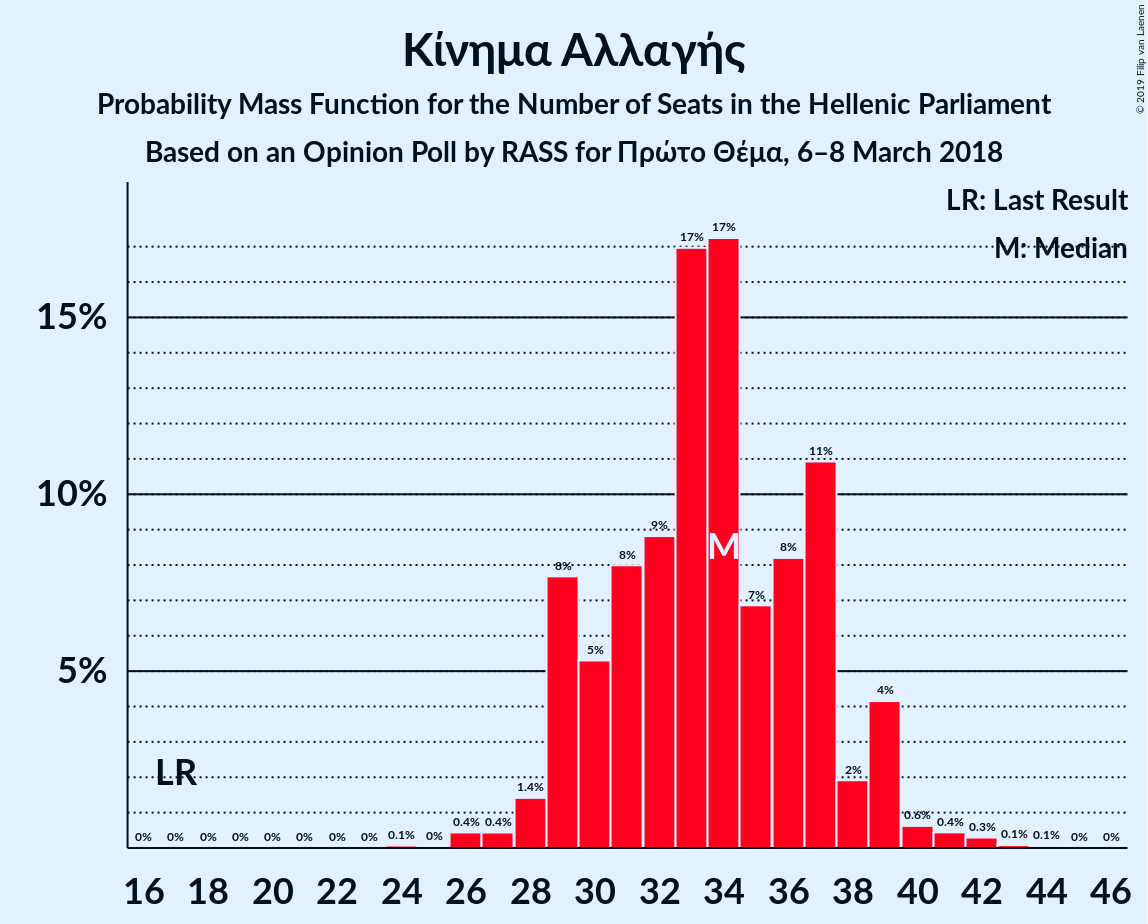 Κίνημα Αλλαγής
Probability Mass Function for the Number of Seats in the Hellenic Parliament
Based on an Opinion Poll by RASS for Πρώτο Θέμα, 6–8 March 2018
© 2019 Filip van Laenen
LR: Last Result
M: Median
15%
10%
5%
LR
M
0% 0% 0% 0% 0% 0% 0% 0% 0.1% 0% 0.4% 0.4% 1.4% 8% 5% 8% 9% 17% 17% 7% 8% 11% 2% 4% 0.6% 0.4% 0.3% 0.1% 0.1% 0% 0%
16 18 20 22 24 26 28 30 32 34 36 38 40 42 44 46